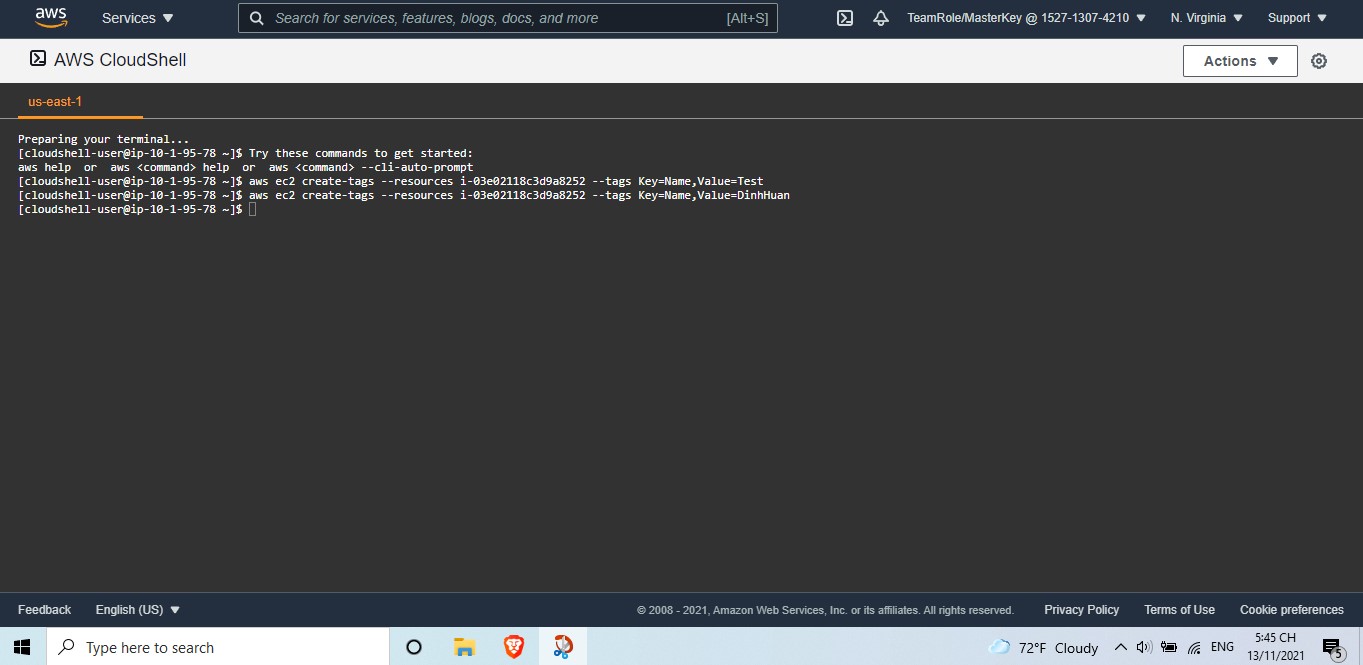 aws Services Search for services, features, blogs, docs, and more [Alt+S] TeamRole/MasterKey @ 1527-1307-4210 N. Virginia Support
AWS CloudShell Actions
us-east-1
Preparing your terminal...
[cloudshell-user@ip-10-1-95-78 ~]$ Try these commands to get started:
aws help  or  aws <command> help  or  aws <command> --cli-auto-prompt
[cloudshell-user@ip-10-1-95-78 ~]$ aws ec2 create-tags --resources i-03e02118c3d9a8252 --tags Key=Name,Value=Test
[cloudshell-user@ip-10-1-95-78 ~]$ aws ec2 create-tags --resources i-03e02118c3d9a8252 --tags Key=Name,Value=DinhHuan
[cloudshell-user@ip-10-1-95-78 ~]$
Feedback English (US) © 2008 - 2021, Amazon Web Services, Inc. or its affiliates. All rights reserved. Privacy Policy Terms of Use Cookie preferences
Type here to search 72°F Cloudy ENG 5:45 CH
13/11/2021 5